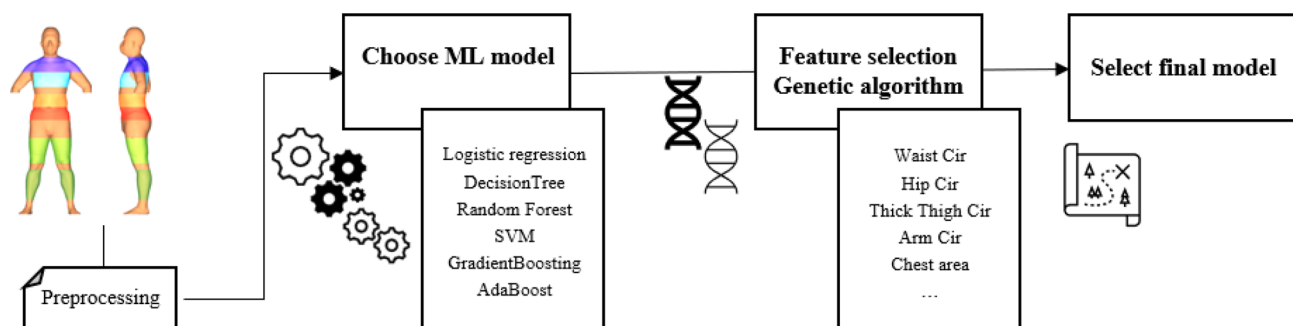 Preprocessing
Choose ML model
Logistic regression
DecisionTree
Random Forest
SVM
GradientBoosting
AdaBoost
Feature selection
Genetic algorithm
Waist Cir
Hip Cir
Thick Thigh Cir
Arm Cir
Chest area
…
Select final model